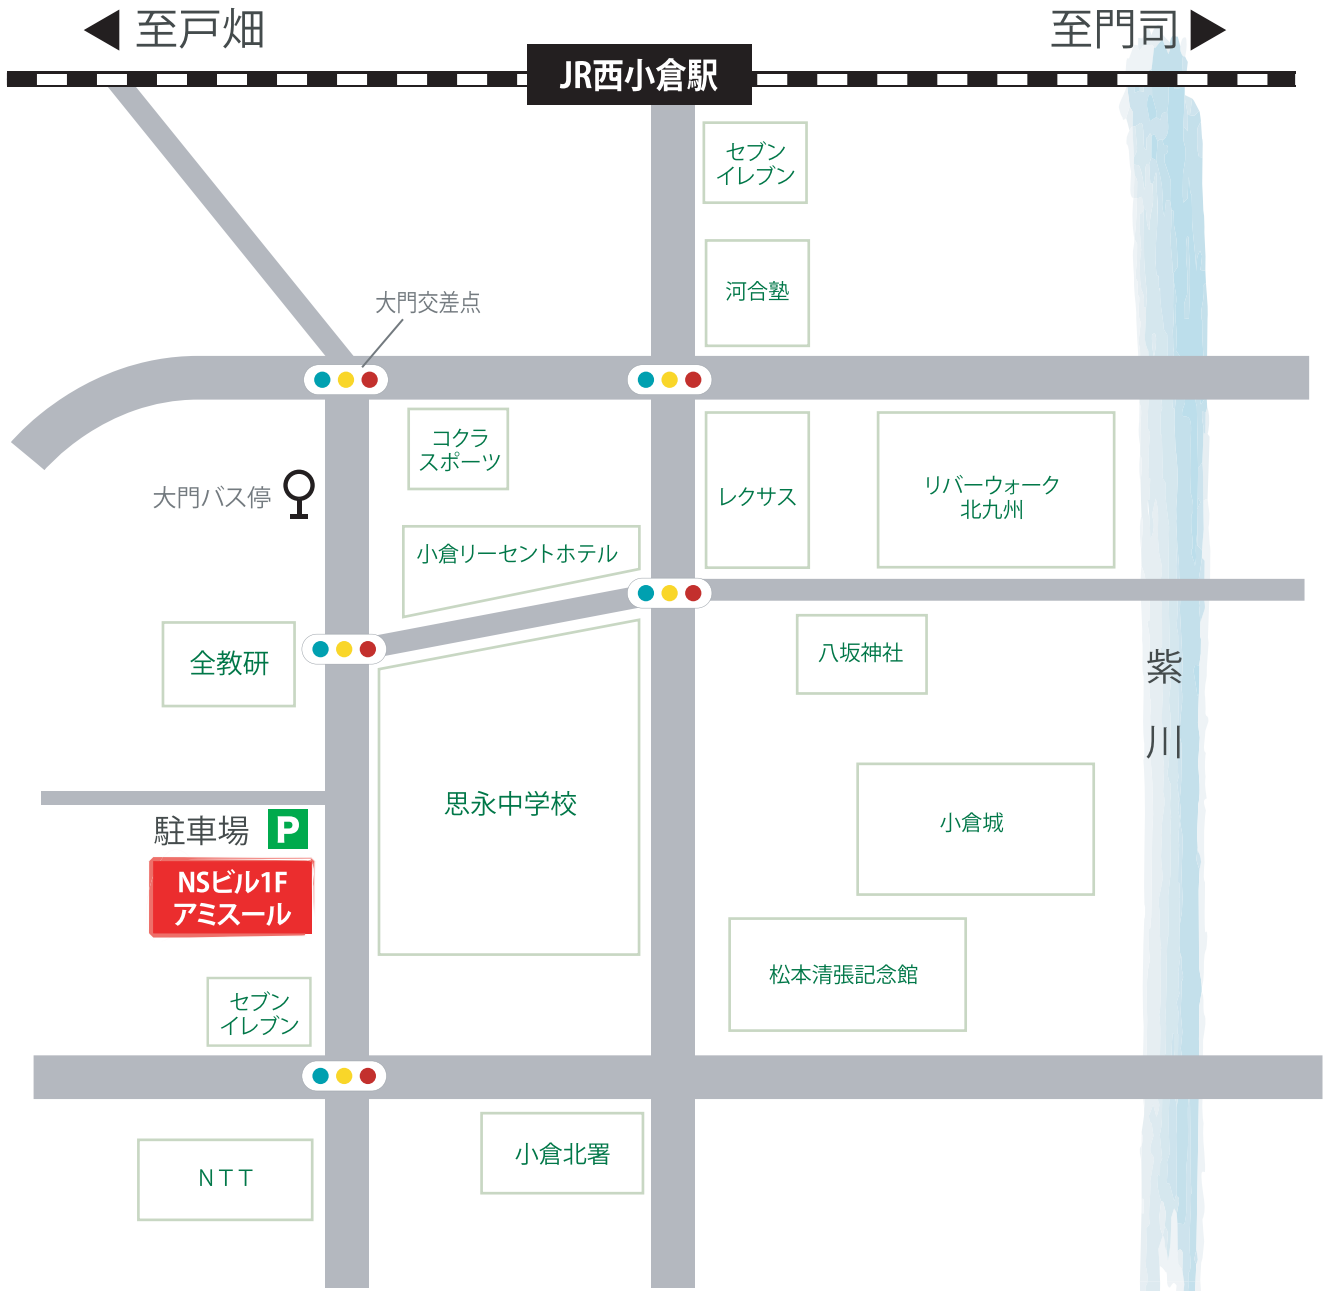 至戸畑
至門司
JR西小倉駅
セブン
イレブン
河合塾
大門交差点
コクラ
スポーツ
レクサス
リバーウォーク
北九州
大門バス停
小倉リーセントホテル
全教研
八坂神社
紫
川
思永中学校
小倉城
駐車場
P
NSビル1F
アミスール
松本清張記念館
セブン
イレブン
小倉北署
NTT